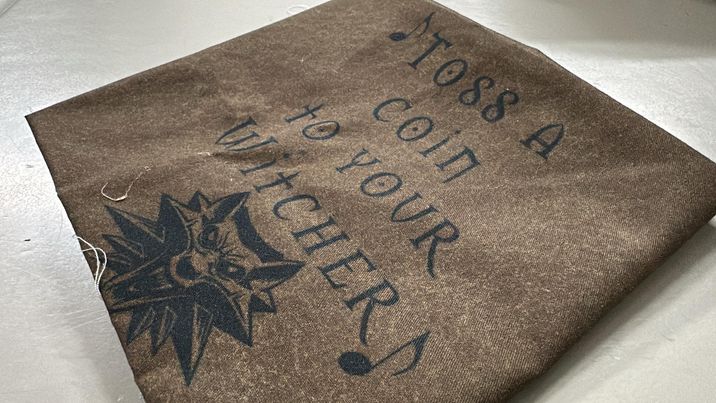 ♪TOSS A
COIN
TO YOUR
WITCHER♪